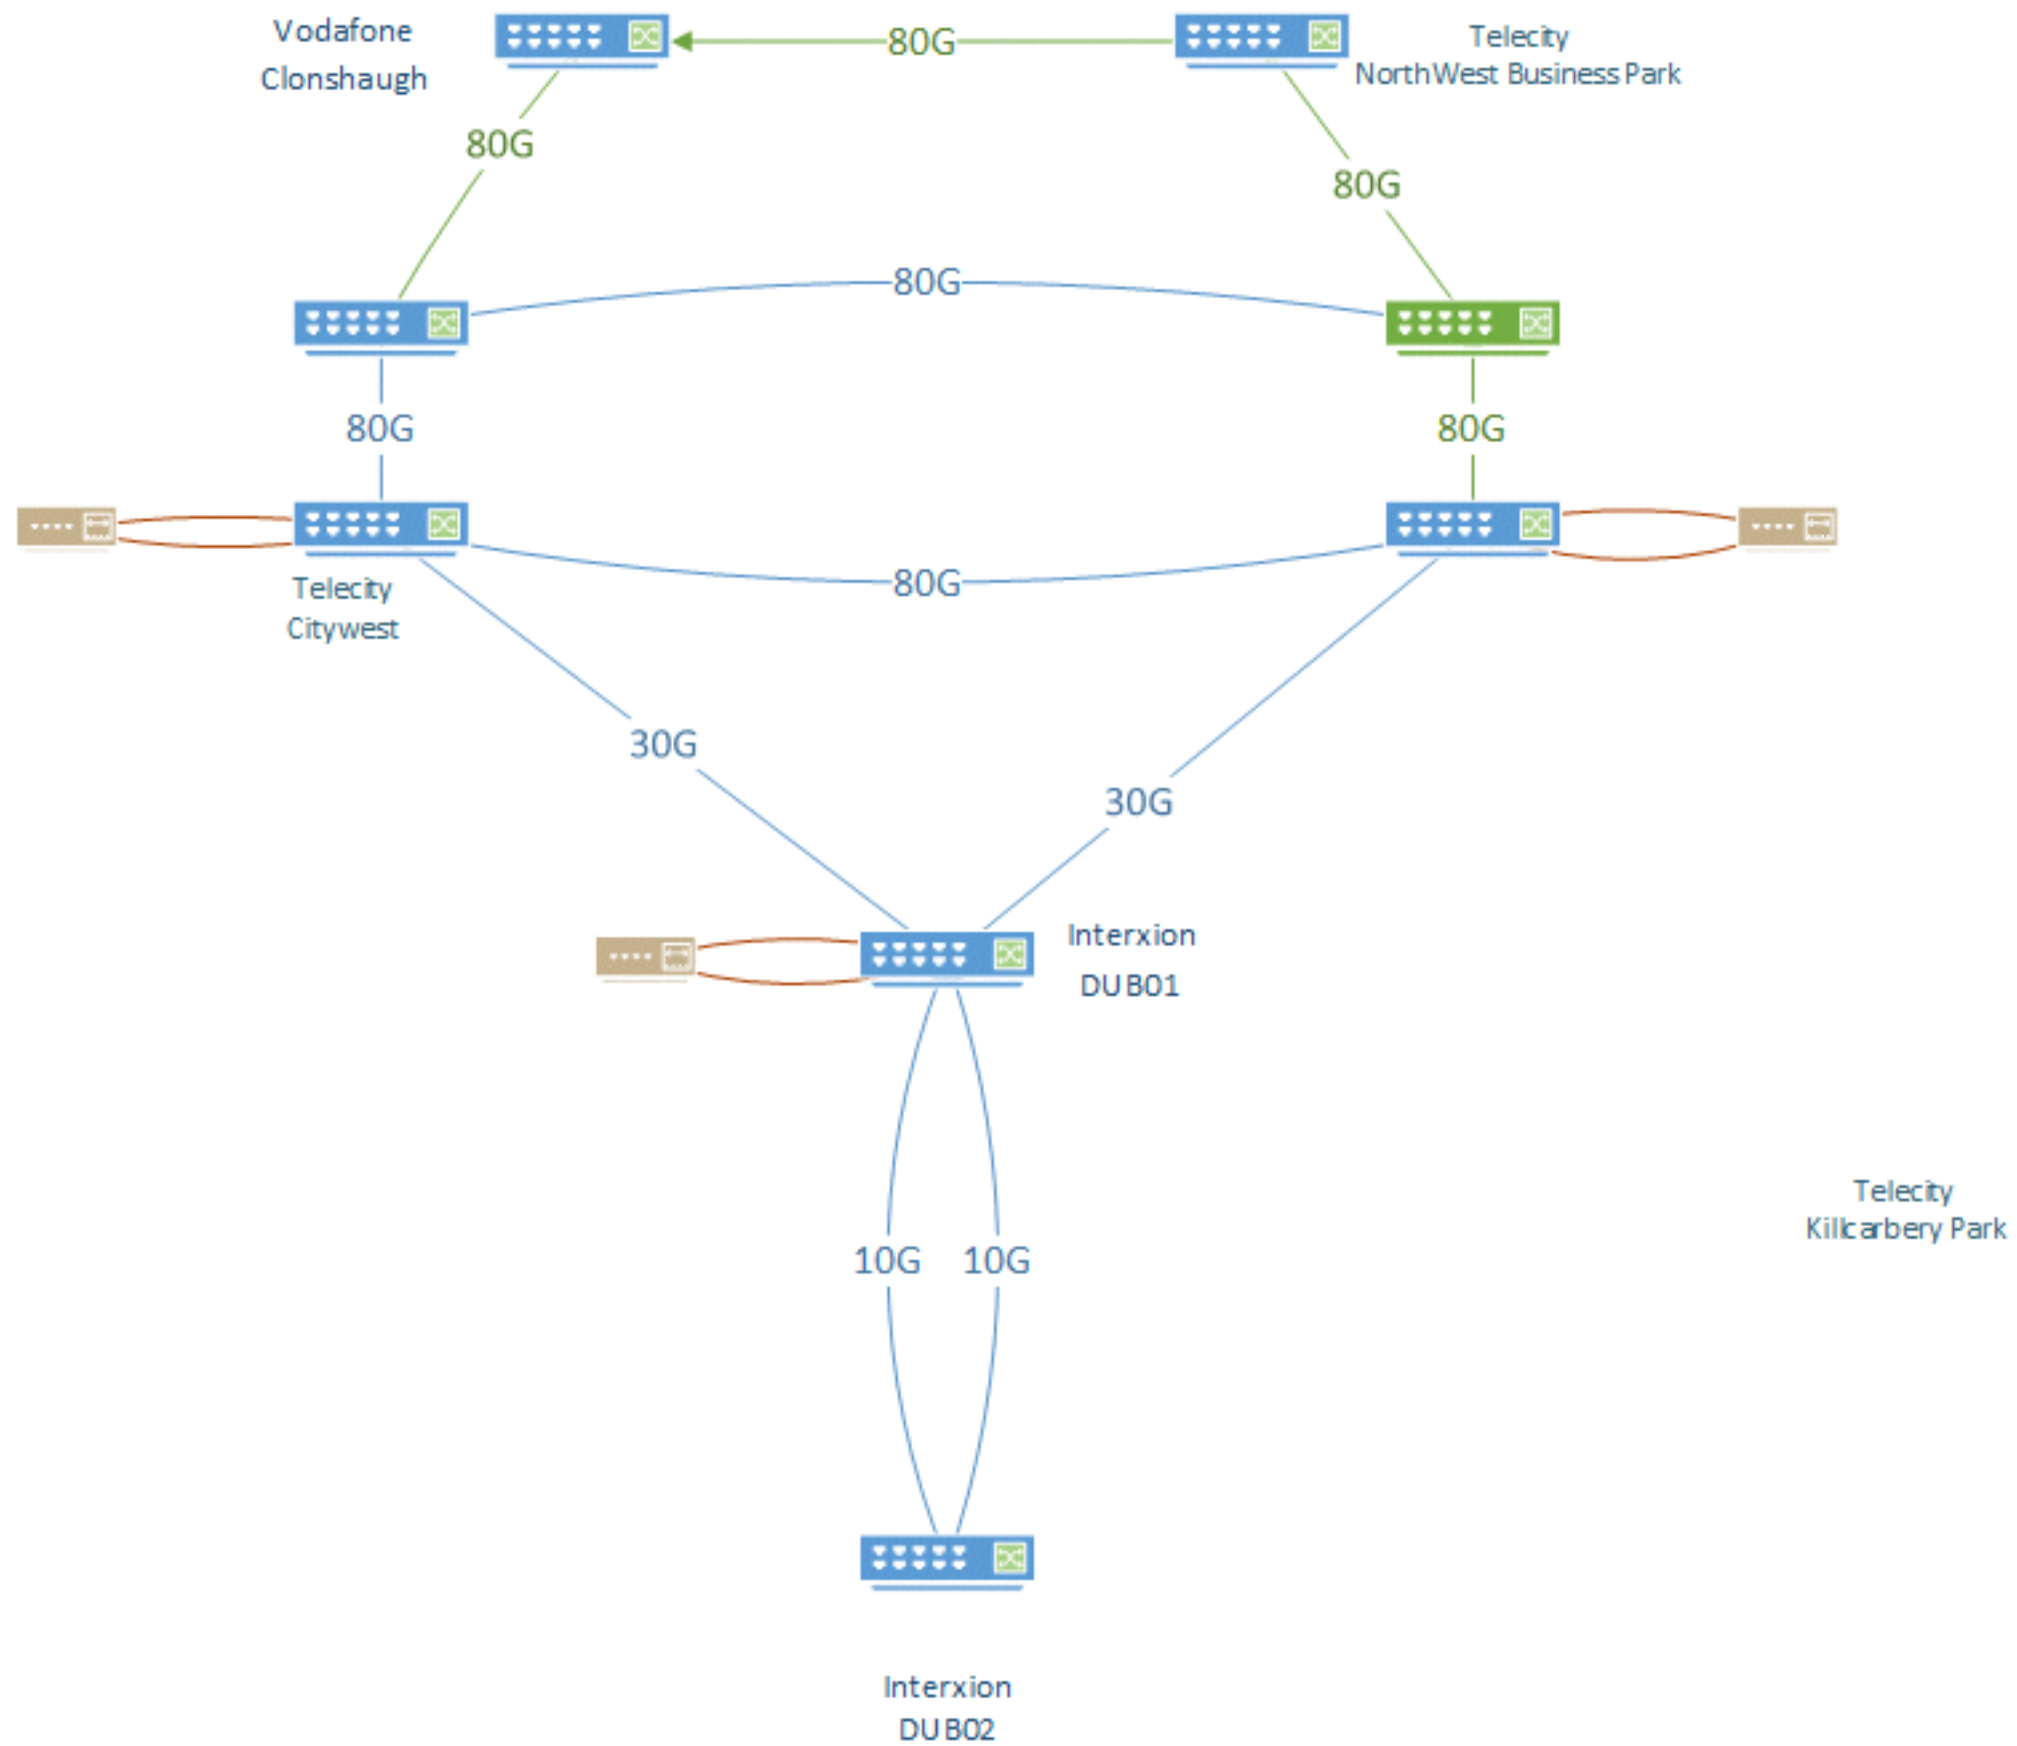 Vodafone
Clonshaugh
80G
Telecity
NorthWest Business Park
80G
80G
80G
80G
80G
80G
Telecity
Citywest
30G
30G
Interxion
DUB01
Telecity
Killcarbery Park
10G
10G
Interxion
DUB02